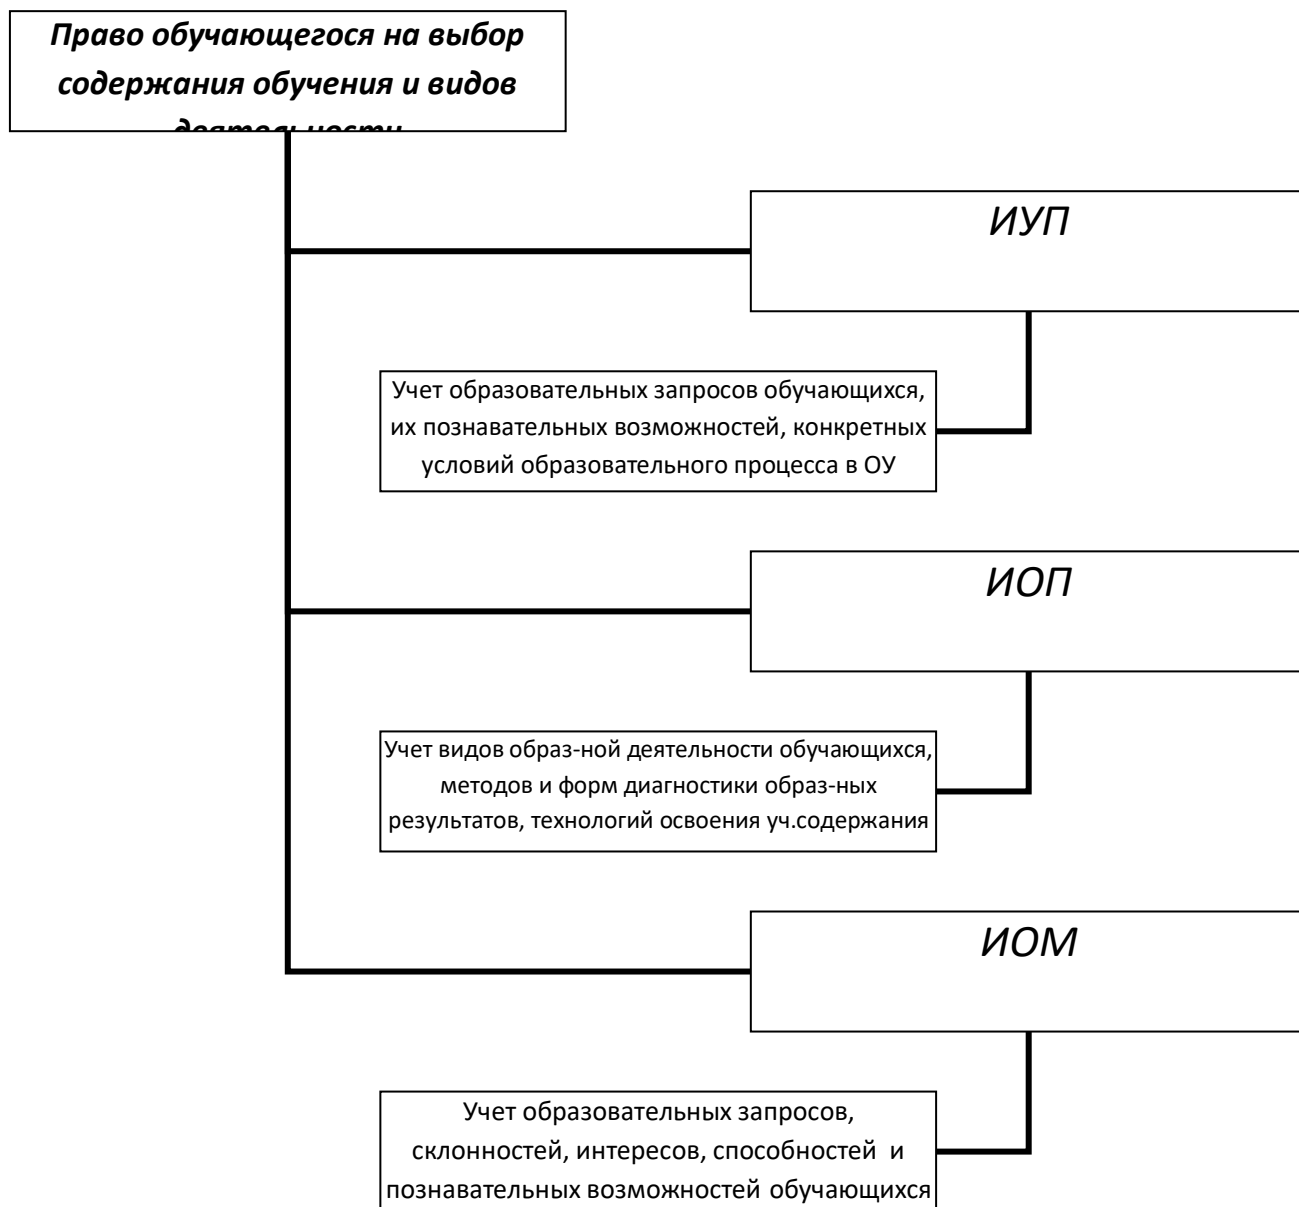 Право обучающегося на выбор
содержания обучения и видов
деятельности
ИУП
Учет образовательных запросов обучающихся,
их познавательных возможностей, конкретных
условий образовательного процесса в ОУ
ИОП
Учет видов образ-ной деятельности обучающихся,
методов и форм диагностики образ-ных
результатов, технологий освоения уч.содержания
ИОМ
Учет образовательных запросов,
склонностей, интересов, способностей и
познавательных возможностей обучающихся